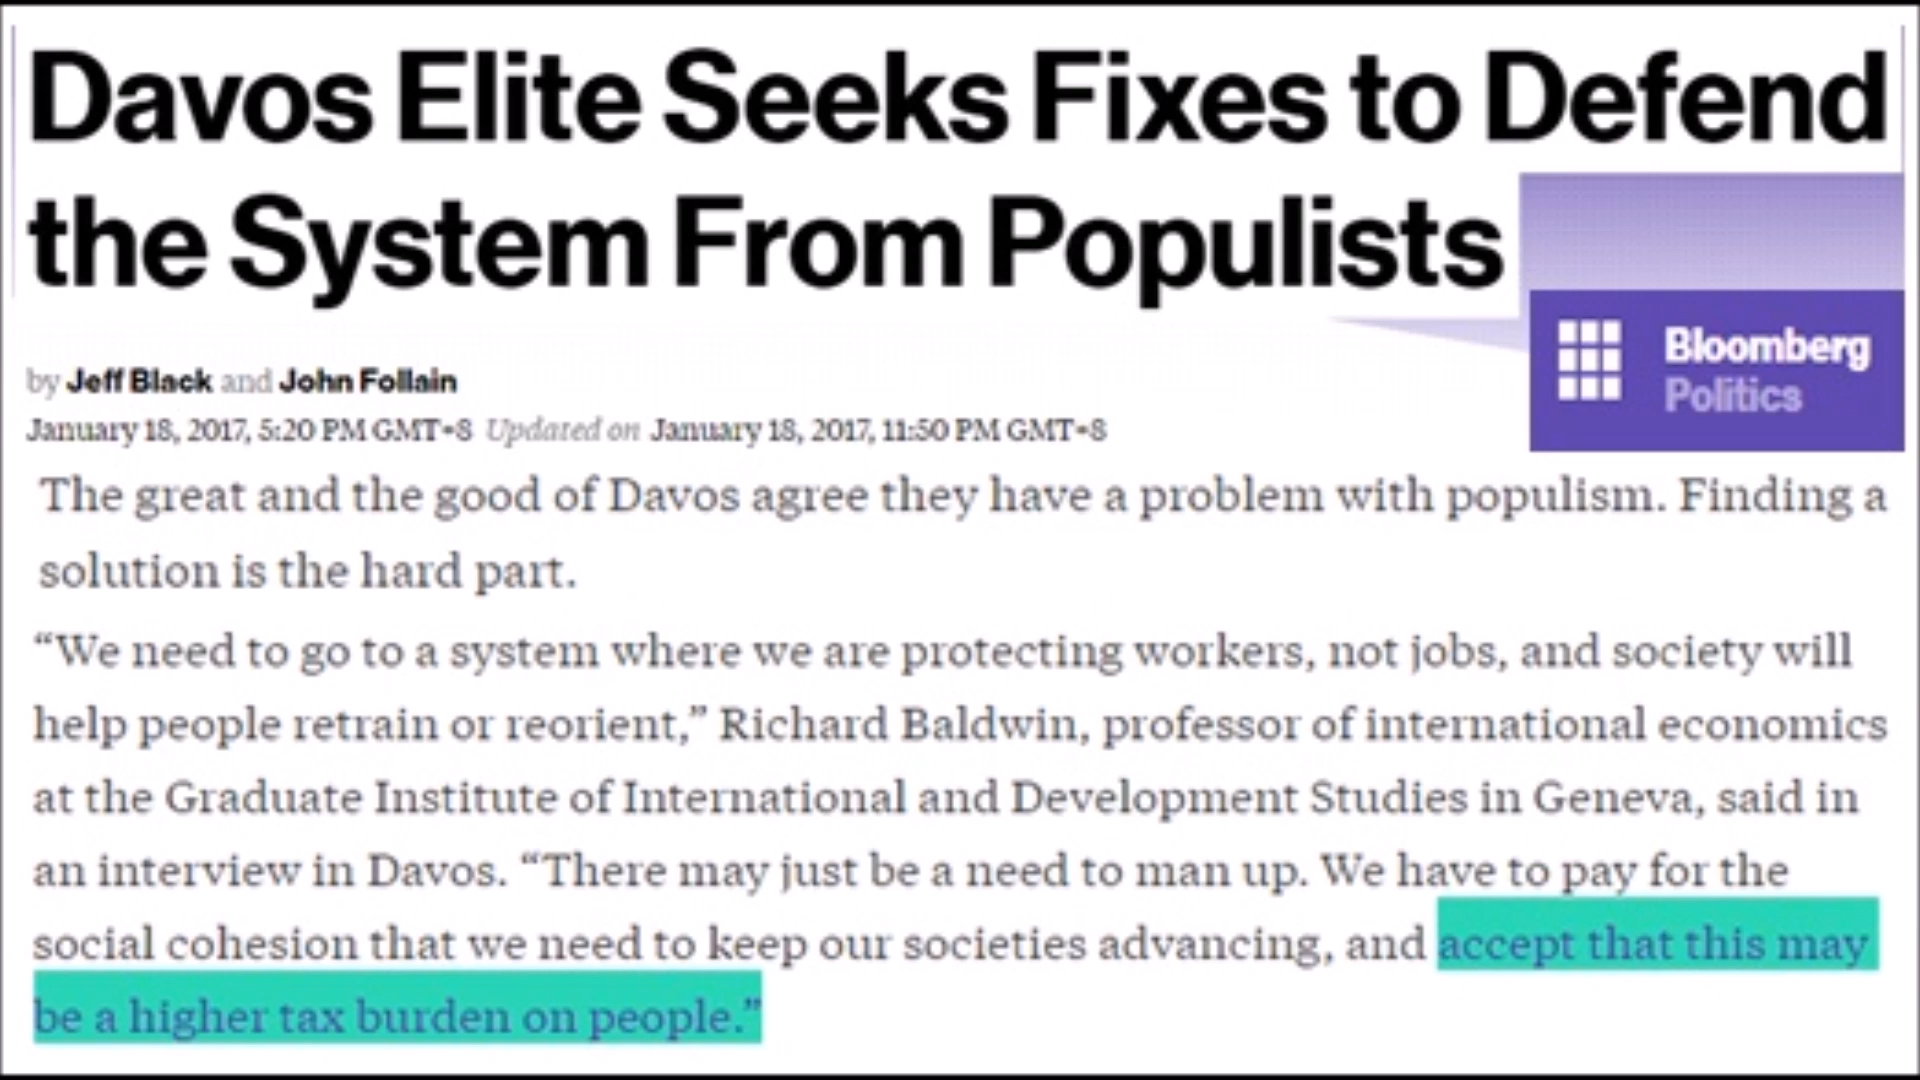 Davos Elite Seeks Fixes to Defend
the System From Populists
Bloomberg
Politics
by Jeff Black and John Follain
January 18, 2017, 5:20 PM GMT+8 Updated on January 18, 2017, 11:50 PM GMT+8
The great and the good of Davos agree they have a problem with populism. Finding a
solution is the hard part.
“We need to go to a system where we are protecting workers, not jobs, and society will
help people retrain or reorient,” Richard Baldwin, professor of international economics
at the Graduate Institute of International and Development Studies in Geneva, said in
an interview in Davos. “There may just be a need to man up. We have to pay for the
social cohesion that we need to keep our societies advancing, and accept that this may
be a higher tax burden on people.”